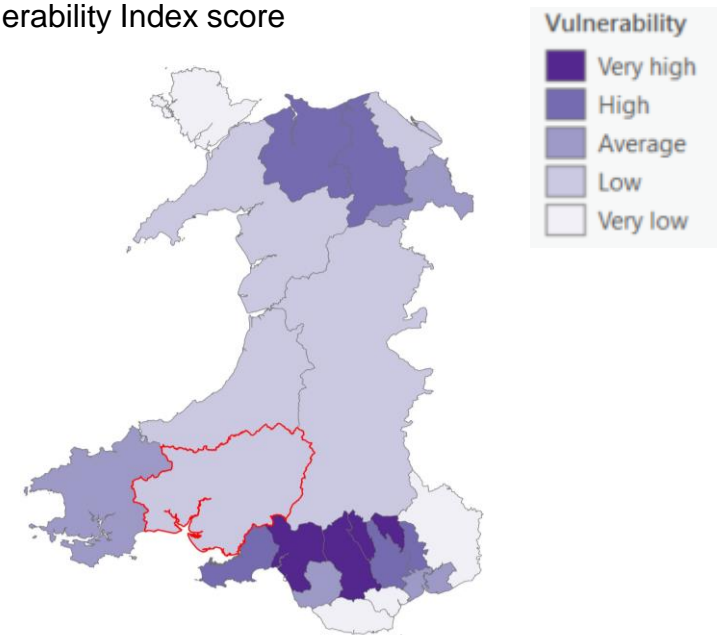 erability Index score
Vulnerability
Very high
High
Average
Low
Very low